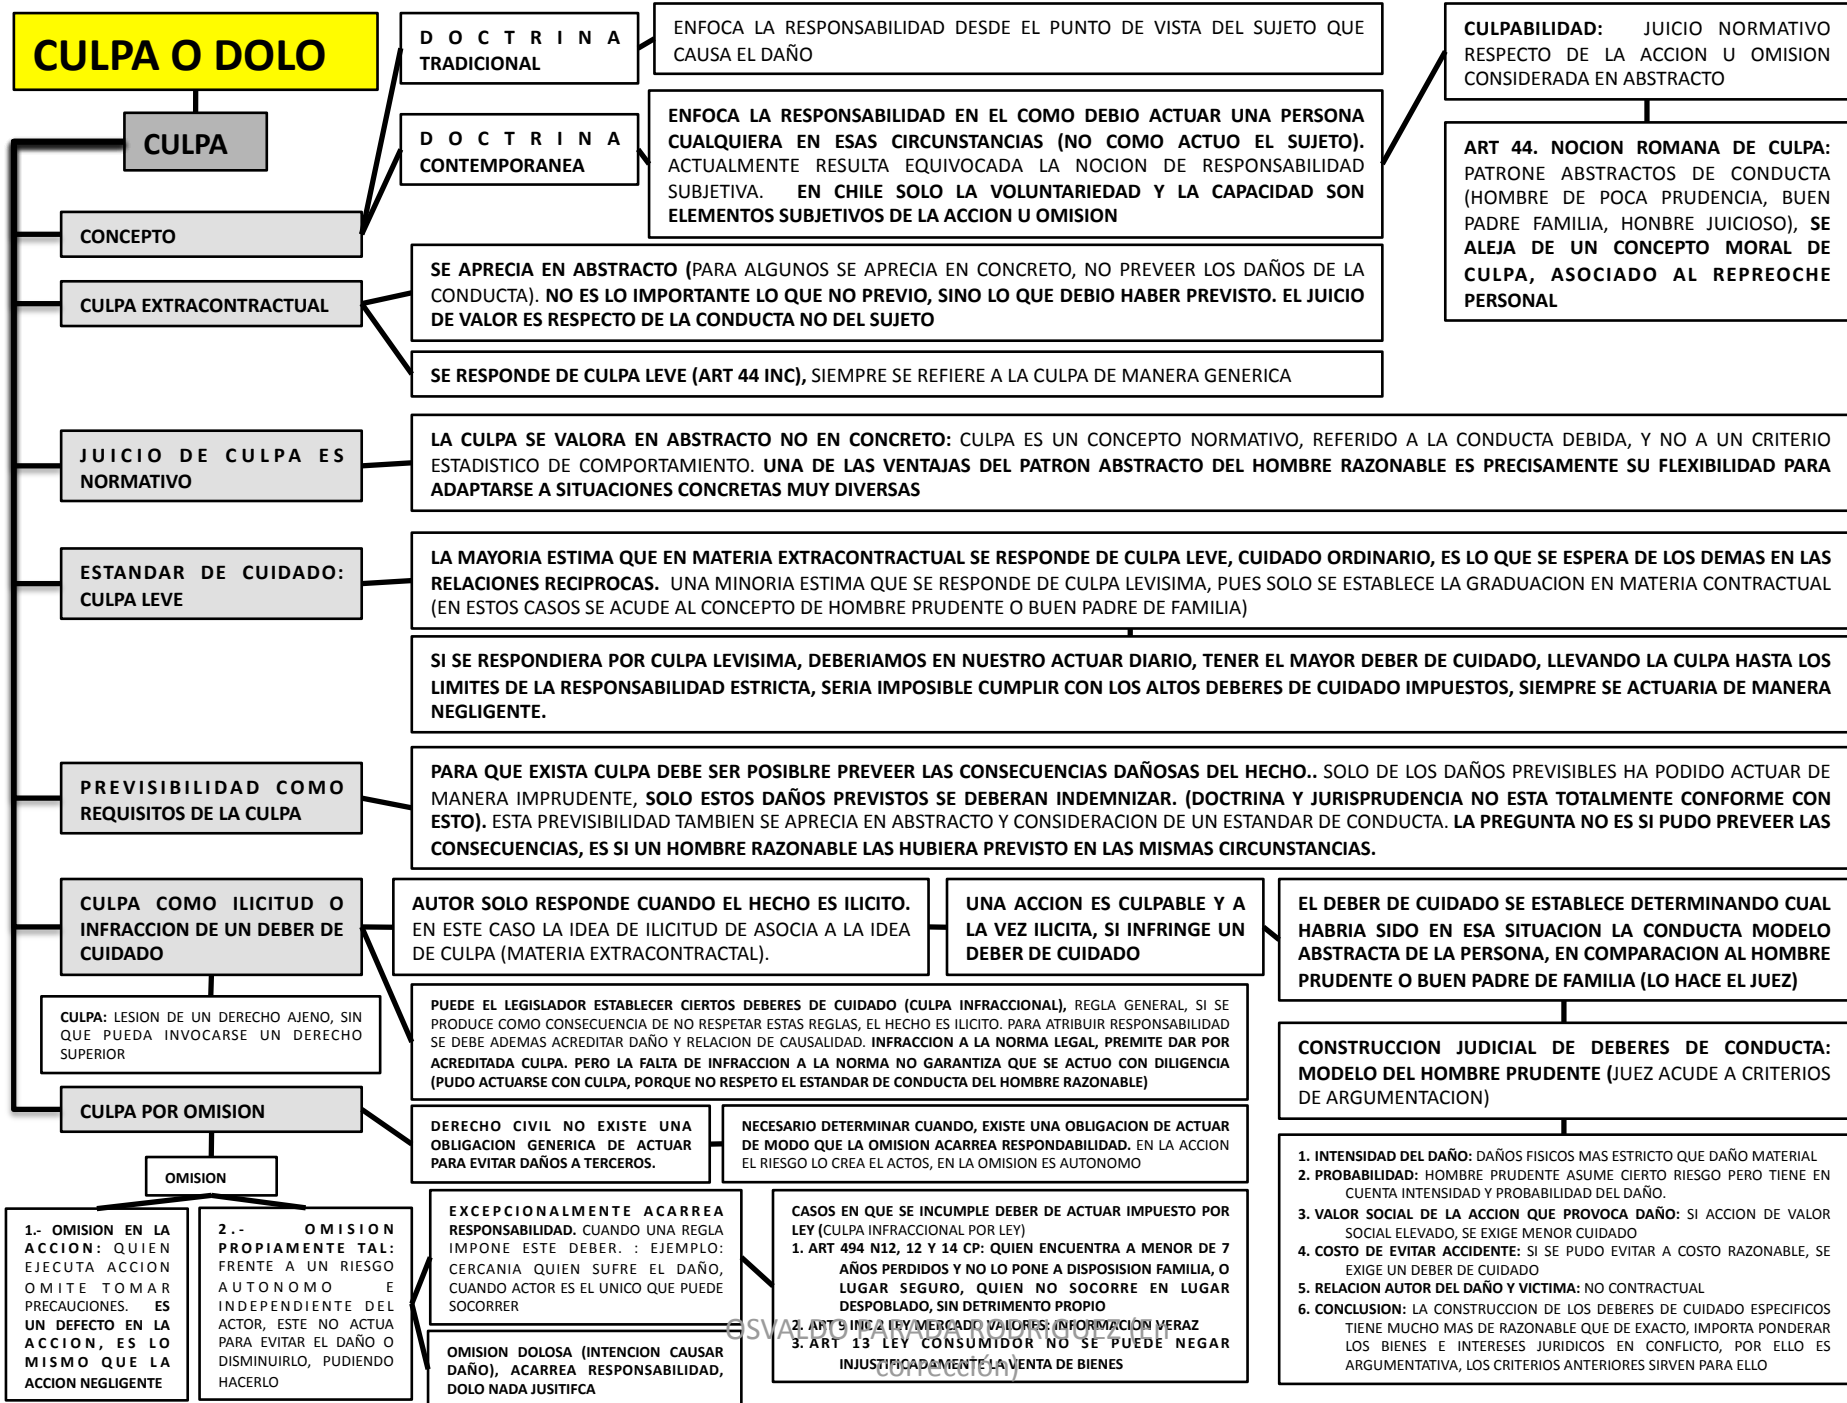 CULPA O DOLO
CULPA
D O C T R I N A
TRADICIONAL
ENFOCA LA RESPONSABILIDAD DESDE EL PUNTO DE VISTA DEL SUJETO QUE
CAUSA EL DAÑO
D O C T R I N A
CONTEMPORANEA
ENFOCA LA RESPONSABILIDAD EN EL COMO DEBIO ACTUAR UNA PERSONA
CUALQUIERA EN ESAS CIRCUNSTANCIAS (NO COMO ACTUO EL SUJETO).
ACTUALMENTE RESULTA EQUIVOCADA LA NOCION DE RESPONSABILIDAD
SUBJETIVA. EN CHILE SOLO LA VOLUNTARIEDAD Y LA CAPACIDAD SON
ELEMENTOS SUBJETIVOS DE LA ACCION U OMISION
CULPABILIDAD: JUICIO NORMATIVO
RESPECTO DE LA ACCION U OMISION
CONSIDERADA EN ABSTRACTO
ART 44. NOCION ROMANA DE CULPA:
PATRONE ABSTRACTOS DE CONDUCTA
(HOMBRE DE POCA PRUDENCIA, BUEN
PADRE FAMILIA, HONBRE JUICIOSO), SE
ALEJA DE UN CONCEPTO MORAL DE
CULPA, ASOCIADO AL REPREOCHE
PERSONAL
CONCEPTO
CULPA EXTRACONTRACTUAL
SE APRECIA EN ABSTRACTO (PARA ALGUNOS SE APRECIA EN CONCRETO, NO PREVEER LOS DAÑOS DE LA
CONDUCTA). NO ES LO IMPORTANTE LO QUE NO PREVIO, SINO LO QUE DEBIO HABER PREVISTO. EL JUICIO
DE VALOR ES RESPECTO DE LA CONDUCTA NO DEL SUJETO
SE RESPONDE DE CULPA LEVE (ART 44 INC), SIEMPRE SE REFIERE A LA CULPA DE MANERA GENERICA
JUICIO DE CULPA ES
NORMATIVO
LA CULPA SE VALORA EN ABSTRACTO NO EN CONCRETO: CULPA ES UN CONCEPTO NORMATIVO, REFERIDO A LA CONDUCTA DEBIDA, Y NO A UN CRITERIO
ESTADISTICO DE COMPORTAMIENTO. UNA DE LAS VENTAJAS DEL PATRON ABSTRACTO DEL HOMBRE RAZONABLE ES PRECISAMENTE SU FLEXIBILIDAD PARA
ADAPTARSE A SITUACIONES CONCRETAS MUY DIVERSAS
ESTANDAR DE CUIDADO:
CULPA LEVE
LA MAYORIA ESTIMA QUE EN MATERIA EXTRACONTRACTUAL SE RESPONDE DE CULPA LEVE, CUIDADO ORDINARIO, ES LO QUE SE ESPERA DE LOS DEMAS EN LAS
RELACIONES RECIPROCAS. UNA MINORIA ESTIMA QUE SE RESPONDE DE CULPA LEVISIMA, PUES SOLO SE ESTABLECE LA GRADUACION EN MATERIA CONTRACTUAL
(EN ESTOS CASOS SE ACUDE AL CONCEPTO DE HOMBRE PRUDENTE O BUEN PADRE DE FAMILIA)
SI SE RESPONDIERA POR CULPA LEVISIMA, DEBERIAMOS EN NUESTRO ACTUAR DIARIO, TENER EL MAYOR DEBER DE CUIDADO, LLEVANDO LA CULPA HASTA LOS
LIMITES DE LA RESPONSABILIDAD ESTRICTA, SERIA IMPOSIBLE CUMPLIR CON LOS ALTOS DEBERES DE CUIDADO IMPUESTOS, SIEMPRE SE ACTUARIA DE MANERA
NEGLIGENTE.
PREVISIBILIDAD COMO
REQUISITOS DE LA CULPA
PARA QUE EXISTA CULPA DEBE SER POSIBLRE PREVEER LAS CONSECUENCIAS DAÑOSAS DEL HECHO.. SOLO DE LOS DAÑOS PREVISIBLES HA PODIDO ACTUAR DE
MANERA IMPRUDENTE, SOLO ESTOS DAÑOS PREVISTOS SE DEBERAN INDEMNIZAR. (DOCTRINA Y JURISPRUDENCIA NO ESTA TOTALMENTE CONFORME CON
ESTO). ESTA PREVISIBILIDAD TAMBIEN SE APRECIA EN ABSTRACTO Y CONSIDERACION DE UN ESTANDAR DE CONDUCTA. LA PREGUNTA NO ES SI PUDO PREVEER LAS
CONSECUENCIAS, ES SI UN HOMBRE RAZONABLE LAS HUBIERA PREVISTO EN LAS MISMAS CIRCUNSTANCIAS.
CULPA COMO ILICITUD O
INFRACCION DE UN DEBER DE
CUIDADO
AUTOR SOLO RESPONDE CUANDO EL HECHO ES ILICITO.
EN ESTE CASO LA IDEA DE ILICITUD DE ASOCIA A LA IDEA
DE CULPA (MATERIA EXTRACONTRACTAL).
UNA ACCION ES CULPABLE Y A
LA VEZ ILICITA, SI INFRINGE UN
DEBER DE CUIDADO
EL DEBER DE CUIDADO SE ESTABLECE DETERMINANDO CUAL
HABRIA SIDO EN ESA SITUACION LA CONDUCTA MODELO
ABSTRACTA DE LA PERSONA, EN COMPARACION AL HOMBRE
PRUDENTE O BUEN PADRE DE FAMILIA (LO HACE EL JUEZ)
CULPA: LESION DE UN DERECHO AJENO, SIN
QUE PUEDA INVOCARSE UN DERECHO
SUPERIOR
PUEDE EL LEGISLADOR ESTABLECER CIERTOS DEBERES DE CUIDADO (CULPA INFRACCIONAL), REGLA GENERAL, SI SE
PRODUCE COMO CONSECUENCIA DE NO RESPETAR ESTAS REGLAS, EL HECHO ES ILICITO. PARA ATRIBUIR RESPONSABILIDAD
SE DEBE ADEMAS ACREDITAR DAÑO Y RELACION DE CAUSALIDAD. INFRACCION A LA NORMA LEGAL, PREMITE DAR POR
ACREDITADA CULPA. PERO LA FALTA DE INFRACCION A LA NORMA NO GARANTIZA QUE SE ACTUO CON DILIGENCIA
(PUDO ACTUARSE CON CULPA, PORQUE NO RESPETO EL ESTANDAR DE CONDUCTA DEL HOMBRE RAZONABLE)
CONSTRUCCION JUDICIAL DE DEBERES DE CONDUCTA:
MODELO DEL HOMBRE PRUDENTE (JUEZ ACUDE A CRITERIOS
DE ARGUMENTACION)
CULPA POR OMISION
DERECHO CIVIL NO EXISTE UNA
OBLIGACION GENERICA DE ACTUAR
PARA EVITAR DAÑOS A TERCEROS.
NECESARIO DETERMINAR CUANDO, EXISTE UNA OBLIGACION DE ACTUAR
DE MODO QUE LA OMISION ACARREA RESPONDABILIDAD. EN LA ACCION
EL RIESGO LO CREA EL ACTOS, EN LA OMISION ES AUTONOMO
OMISION
1.- OMISION EN LA
ACCION: QUIEN
EJECUTA ACCION
OMITE TOMAR
PRECAUCIONES. ES
UN DEFECTO EN LA
ACCION, ES LO
MISMO QUE LA
ACCION NEGLIGENTE
2.- OMISION
PROPIAMENTE TAL:
FRENTE A UN RIESGO
AUTONOMO E
INDEPENDIENTE DEL
ACTOR, ESTE NO ACTUA
PARA EVITAR EL DAÑO O
DISMINUIRLO, PUDIENDO
HACERLO
EXCEPCIONALMENTE ACARREA
RESPONSABILIDAD. CUANDO UNA REGLA
IMPONE ESTE DEBER. : EJEMPLO:
CERCANIA QUIEN SUFRE EL DAÑO,
CUANDO ACTOR ES EL UNICO QUE PUEDE
SOCORRER
OMISION DOLOSA (INTENCION CAUSAR
DAÑO), ACARREA RESPONSABILIDAD,
DOLO NADA JUSITIFCA
CASOS EN QUE SE INCUMPLE DEBER DE ACTUAR IMPUESTO POR
LEY (CULPA INFRACCIONAL POR LEY)
1. ART 494 N12, 12 Y 14 CP: QUIEN ENCUENTRA A MENOR DE 7
AÑOS PERDIDOS Y NO LO PONE A DISPOSISION FAMILIA, O
LUGAR SEGURO, QUIEN NO SOCORRE EN LUGAR
DESPOBLADO, SIN DETRIMENTO PROPIO
2. ART 9 INC 2 LEY MERCADO VALORES: INFORMACIÓN VERAZ
3. ART 13 LEY CONSUMIDOR NO SE PUEDE NEGAR
INJUSTIFICADAMENTE LA VENTA DE BIENES
OSVALDO PARADA RODRIGUEZ (En
corrección)
1. INTENSIDAD DEL DAÑO: DAÑOS FISICOS MAS ESTRICTO QUE DAÑO MATERIAL
2. PROBABILIDAD: HOMBRE PRUDENTE ASUME CIERTO RIESGO PERO TIENE EN
CUENTA INTENSIDAD Y PROBABILIDAD DEL DAÑO.
3. VALOR SOCIAL DE LA ACCION QUE PROVOCA DAÑO: SI ACCION DE VALOR
SOCIAL ELEVADO, SE EXIGE MENOR CUIDADO
4. COSTO DE EVITAR ACCIDENTE: SI SE PUDO EVITAR A COSTO RAZONABLE, SE
EXIGE UN DEBER DE CUIDADO
5. RELACION AUTOR DEL DAÑO Y VICTIMA: NO CONTRACTUAL
6. CONCLUSION: LA CONSTRUCCION DE LOS DEBERES DE CUIDADO ESPECIFICOS
TIENE MUCHO MAS DE RAZONABLE QUE DE EXACTO, IMPORTA PONDERAR
LOS BIENES E INTERESES JURIDICOS EN CONFLICTO, POR ELLO ES
ARGUMENTATIVA, LOS CRITERIOS ANTERIORES SIRVEN PARA ELLO